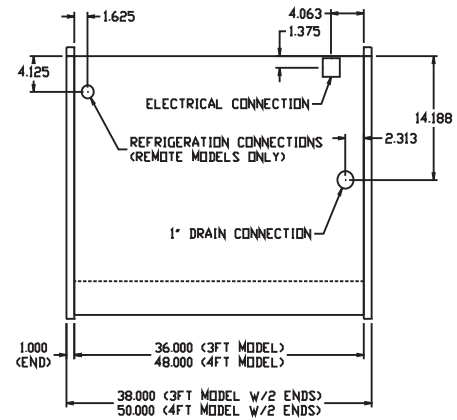 4.063
1.625
1.375
4.125
ELECTRICAL CONNECTION
14.188
REFRIGERATION CONNECTIONS
(REMOTE MODELS ONLY)
2.313
1" DRAIN CONNECTION
1.000
(END)
36.000 (3FT MODEL)
48.000 (4FT MODEL)
38.000 (3FT MODEL W/2 ENDS)
50.000 (4FT MODEL W/2 ENDS)